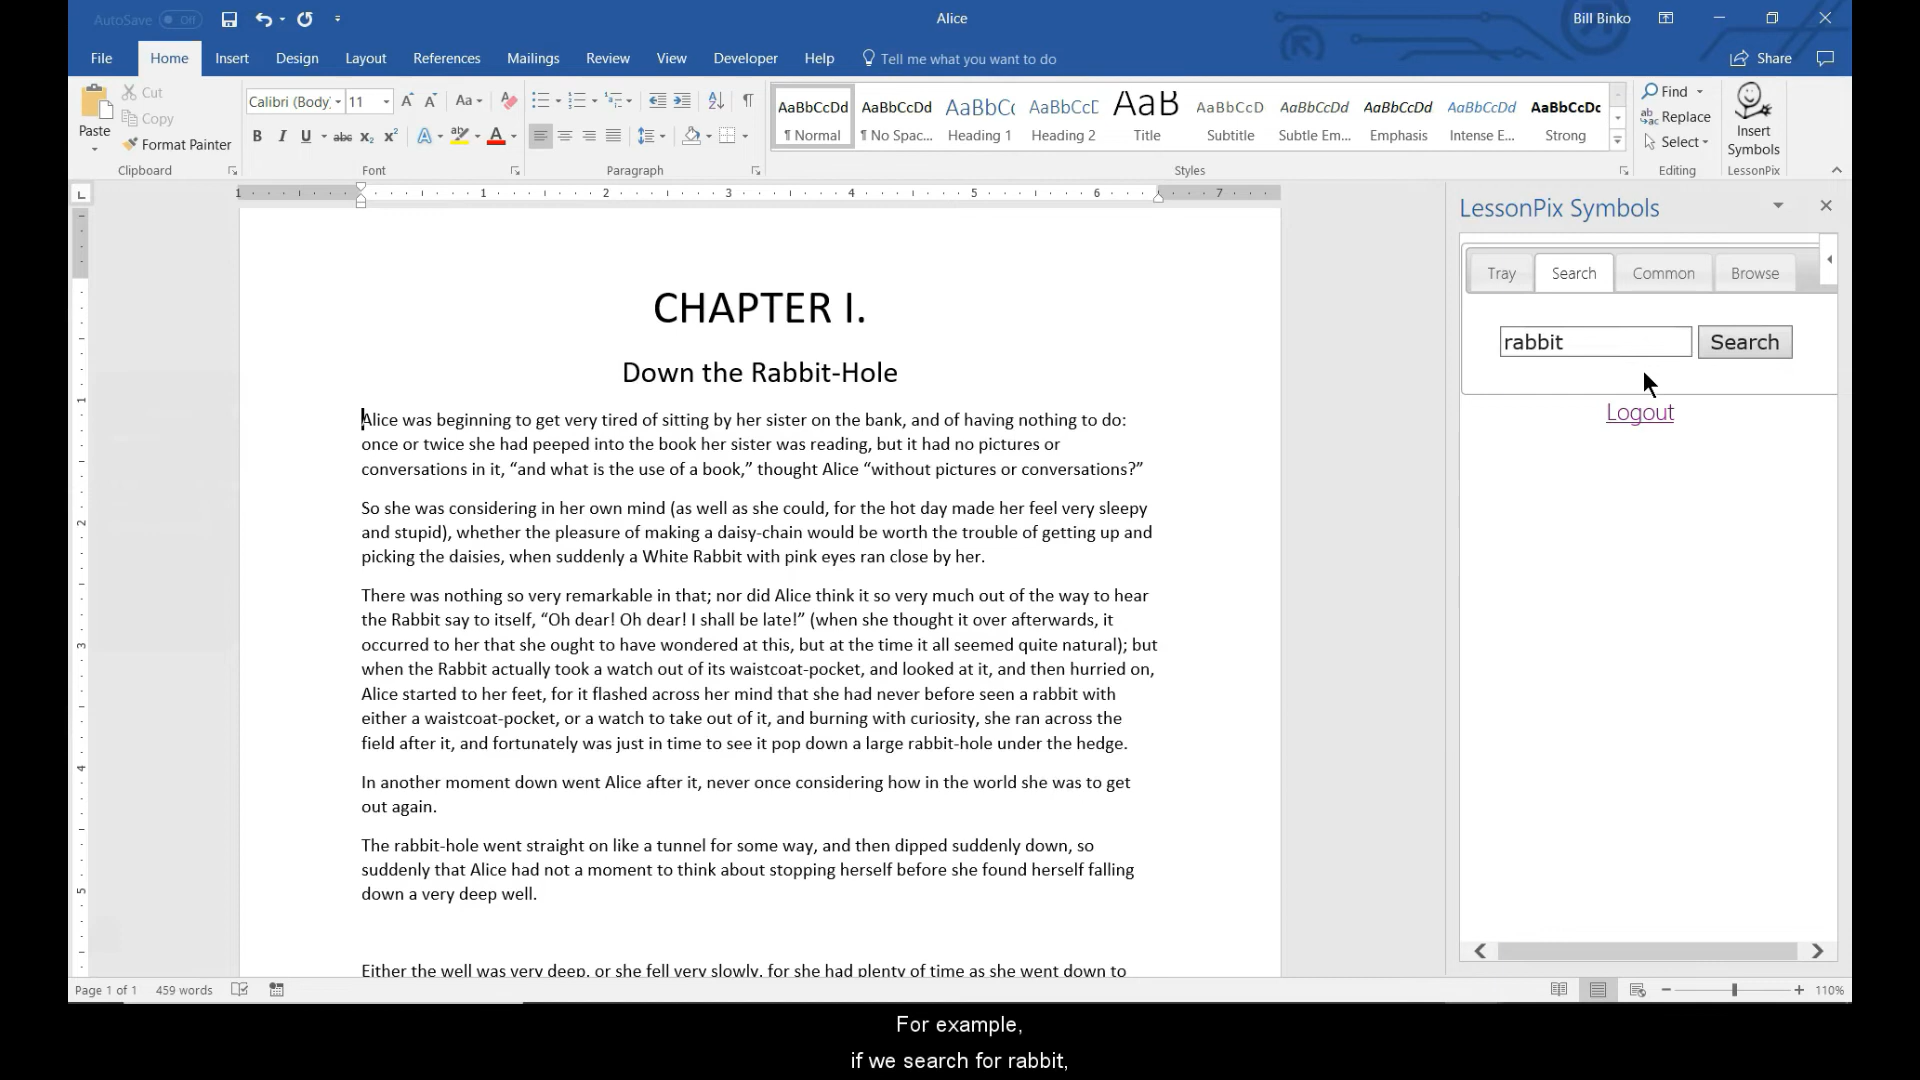 AutoSave Off
Alice
Bill Binko
File Home Insert Design Layout References Mailings Review View Developer Help Tell me what you want to do
Share
Paste
Cut
Copy
Format Painter
Clipboard
Calibri (Body) 11
Font
Paragraph
AaBbCcDd AaBbCcDd AaBbCc AaBbCcD AaB AaBbCcD AaBbCcDd AaBbCcDd AaBbCcDd AaBbCcDc
¶ Normal ¶ No Spac... Heading 1 Heading 2 Title Subtitle Subtle Em... Emphasis Intense E... Strong
Styles
Find
Replace
Select
Editing
Insert
Symbols
LessonPix
1 1 2 3 4 5 6 7
1
2
3
4
5
CHAPTER I.
Down the Rabbit-Hole
Alice was beginning to get very tired of sitting by her sister on the bank, and of having nothing to do:
once or twice she had peeped into the book her sister was reading, but it had no pictures or
conversations in it, “and what is the use of a book,” thought Alice “without pictures or conversations?”
So she was considering in her own mind (as well as she could, for the hot day made her feel very sleepy
and stupid), whether the pleasure of making a daisy-chain would be worth the trouble of getting up and
picking the daisies, when suddenly a White Rabbit with pink eyes ran close by her.
There was nothing so very remarkable in that; nor did Alice think it so very much out of the way to hear
the Rabbit say to itself, “Oh dear! Oh dear! I shall be late!” (when she thought it over afterwards, it
occurred to her that she ought to have wondered at this, but at the time it all seemed quite natural); but
when the Rabbit actually took a watch out of its waistcoat-pocket, and looked at it, and then hurried on,
Alice started to her feet, for it flashed across her mind that she had never before seen a rabbit with
either a waistcoat-pocket, or a watch to take out of it, and burning with curiosity, she ran across the
field after it, and fortunately was just in time to see it pop down a large rabbit-hole under the hedge.
In another moment down went Alice after it, never once considering how in the world she was to get
out again.
The rabbit-hole went straight on like a tunnel for some way, and then dipped suddenly down, so
suddenly that Alice had not a moment to think about stopping herself before she found herself falling
down a very deep well.
Either the well was very deep, or she fell very slowly, for she had plenty of time as she went down to
LessonPix Symbols
Tray Search Common Browse
rabbit Search
Logout
Page 1 of 1 459 words
110%
For example,
if we search for rabbit,